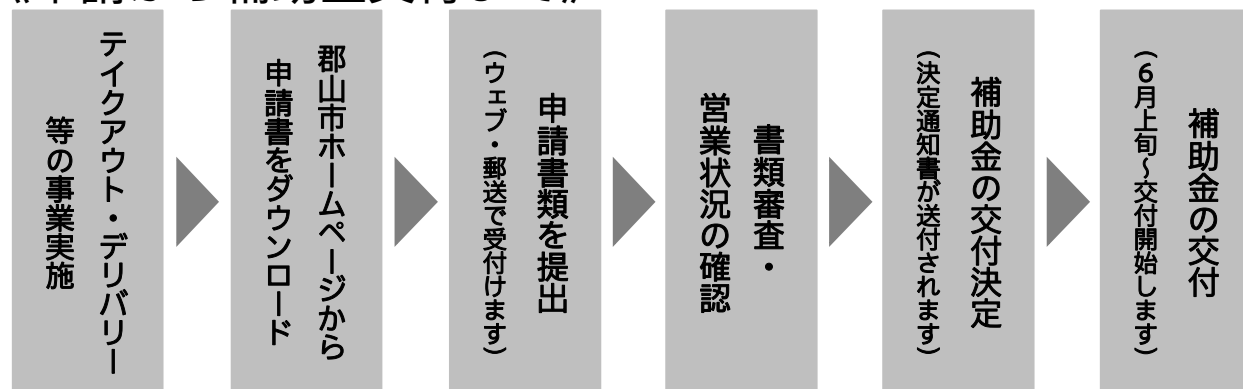 テイクアウト・デリバリー
等の事業実施
郡山市ホームページから
申請書をダウンロード
申請書類を提出
（ウェブ・郵送で受付けます）
書類審査・
営業状況の確認
補助金の交付決定
（決定通知書が送付されます）
補助金の交付
（６月上旬～交付開始します）